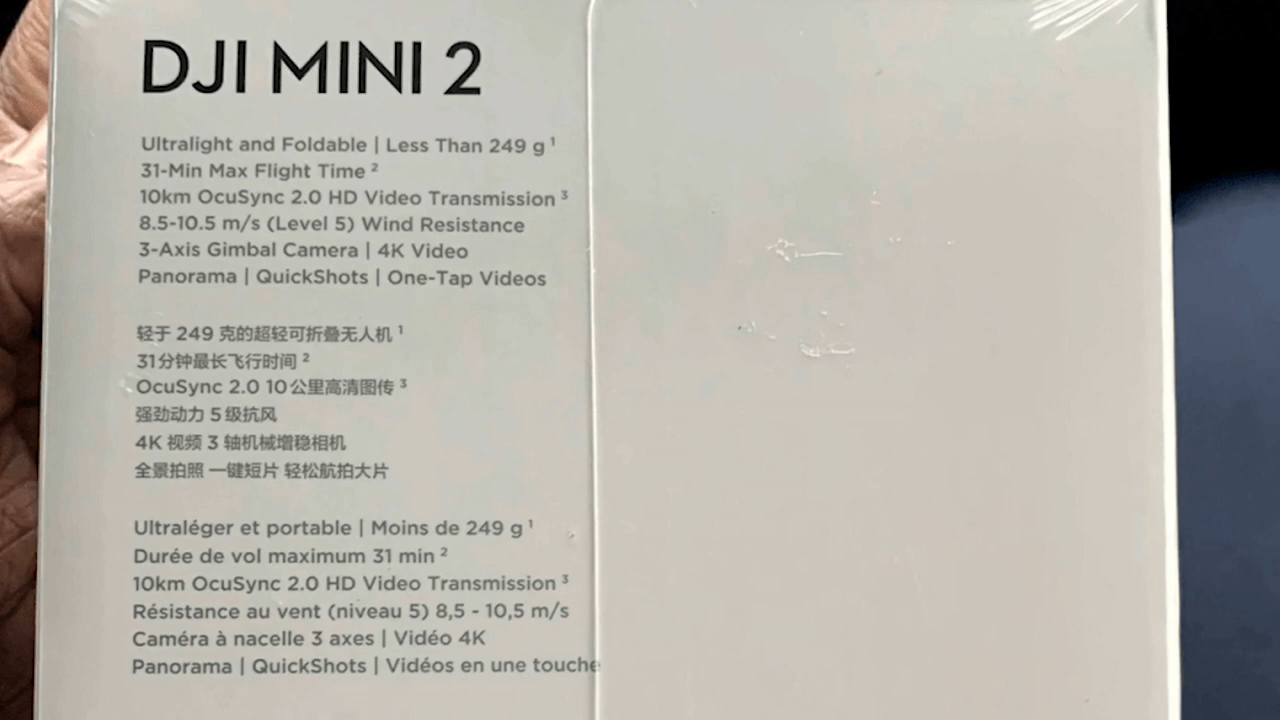 DJI MINI 2
Ultralight and Foldable | Less Than 249 g ¹
31-Min Max Flight Time ²
10km OcuSync 2.0 HD Video Transmission ³
8.5-10.5 m/s (Level 5) Wind Resistance
3-Axis Gimbal Camera | 4K Video
Panorama | QuickShots | One-Tap Videos
轻于 249 克的超轻可折叠无人机 ¹
31分钟最长飞行时间 ²
OcuSync 2.0 10公里高清图传 ³
强劲动力 5级抗风
4K 视频 3 轴机械增稳相机
全景拍照 一键短片 轻松航拍大片
Ultraléger et portable | Moins de 249 g ¹
Durée de vol maximum 31 min ²
10km OcuSync 2.0 HD Video Transmission ³
Résistance au vent (niveau 5) 8,5 - 10,5 m/s
Caméra à nacelle 3 axes | Vidéo 4K
Panorama | QuickShots | Vidéos en une touche